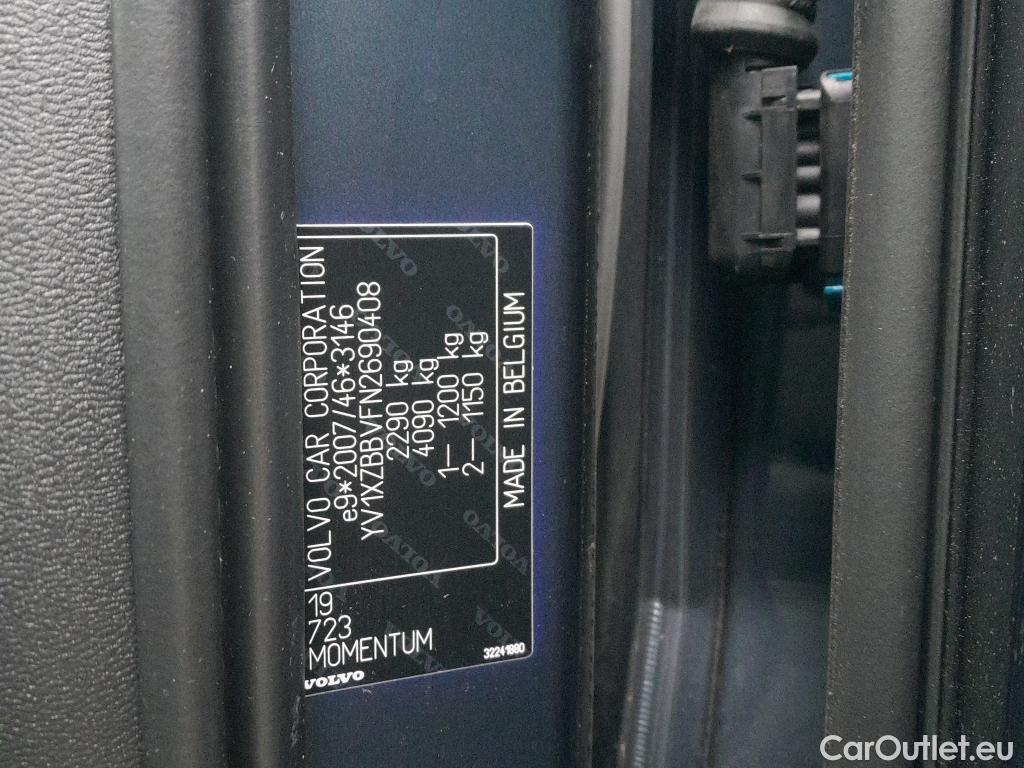 VOLVO CAR CORPORATION
e9*2007/46*3146
YV1XZBBVFN2690408
2290 kg
4090 kg
1— 1200 kg
2— 1150 kg
MADE IN BELGIUM
19
723
MOMENTUM
VOLVO
32241880
CarOutlet.eu